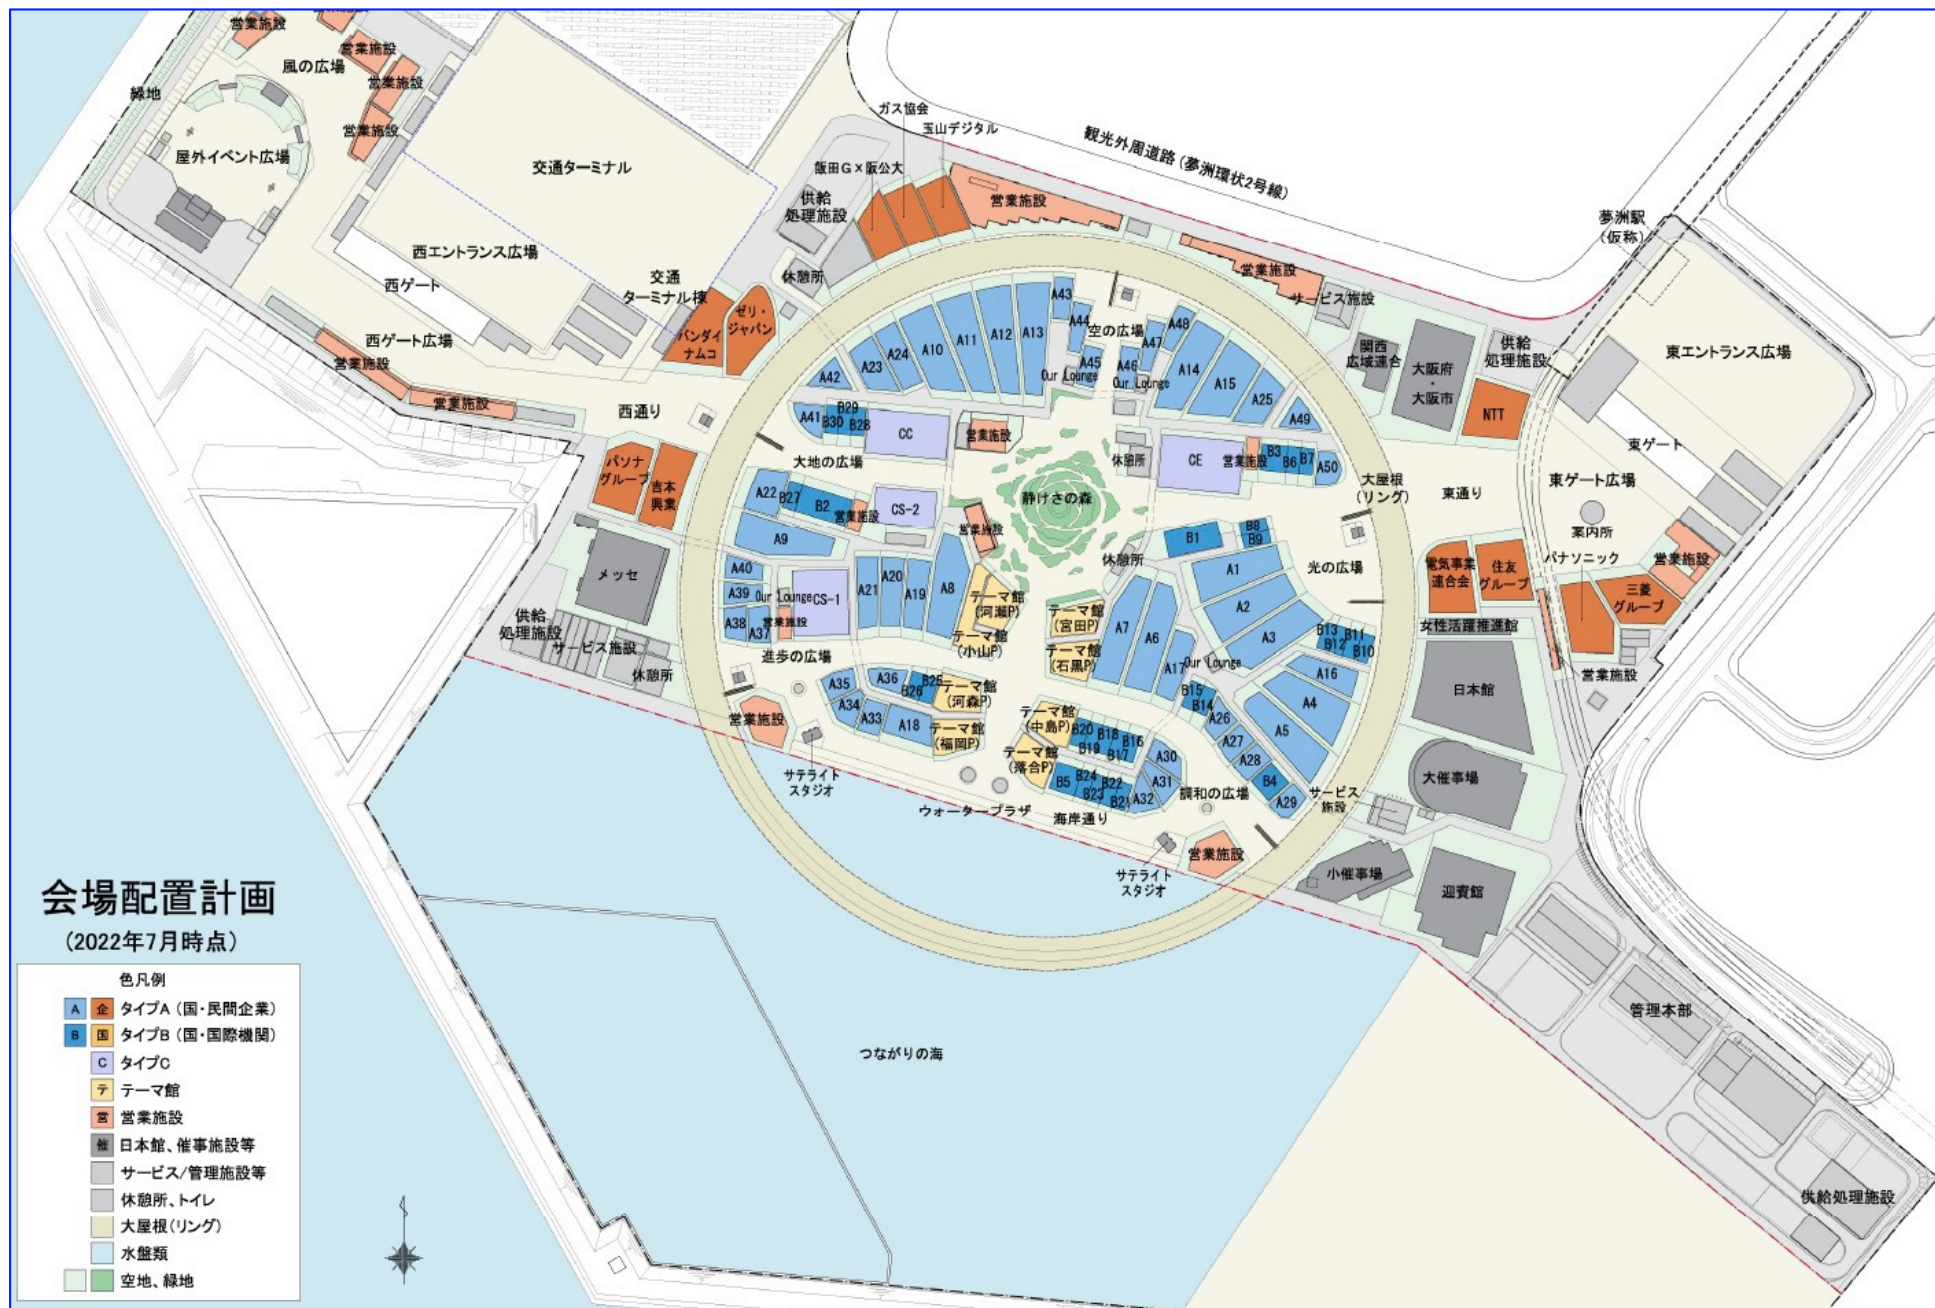 営業施設
営業施設
風の広場
営業施設
緑地
営業施設
屋外イベント広場
交通ターミナル
西エントランス広場
西ゲート
西ゲート広場
営業施設
営業施設
交通
ターミナル棟
バンダイ
ナムコ
ゼリ・
ジャパン
西通り
供給
処理施設
休憩所
ガス協会
玉山デジタル
飯田G×阪公大
営業施設
観光外周道路(夢洲環状2号線)
営業施設
サービス施設
関西
広域連合
大阪府
・
大阪市
供給
処理施設
NTT
夢洲駅
(仮称)
東エントランス広場
東ゲート
東ゲート広場
案内所
東通り
大屋根
(リング)
A43
A44
A45
Our Lounge
空の広場
A46
Our Lounge
A47
A48
A14
A15
A25
A49
A42
A23
A24
A10
A11
A12
A13
A41
B29
B30
B28
CC
営業施設
休憩所
CE
営業施設
B3
B6
B7
A50
大地の広場
A22
B27
B2
営業施設
CS-2
営業施設
静けさの森
休憩所
B1
B8
B9
光の広場
A9
A40
A39
A38
A37
Our Lounge
営業施設
CS-1
A21
A20
A19
A8
テーマ館
(河瀬P)
テーマ館
(小山P)
テーマ館
(宮田P)
テーマ館
(石黒P)
A7
A6
A17
Our Lounge
A1
A2
A3
B13
B11
B12
B10
A16
A4
A5
パソナ
グループ
吉本
興業
メッセ
供給
処理施設
サービス施設
休憩所
進歩の広場
A35
A36
B25
B26
テーマ館
(河森P)
A34
A33
A18
テーマ館
(福岡P)
営業施設
サテライト
スタジオ
テーマ館
(中島P)
B20
B18
B16
B19
B17
テーマ館
(落合P)
B5
B24
B22
B23
B21
A30
A31
A32
B15
B14
A26
A27
A28
B4
A29
調和の広場
ウォータープラザ
海岸通り
営業施設
サテライト
スタジオ
サービス
施設
電気事業
連合会
住友
グループ
パナソニック
三菱
グループ
営業施設
営業施設
女性活躍推進館
日本館
大催事場
小催事場
迎賓館
管理本部
供給処理施設
つながりの海
会場配置計画
(2022年7月時点)
色凡例
A 企 タイプA(国・民間企業)
B 国 タイプB(国・国際機関)
C タイプC
テ テーマ館
営 営業施設
催 日本館、催事施設等
サービス/管理施設等
休憩所、トイレ
大屋根(リング)
水盤類
空地、緑地